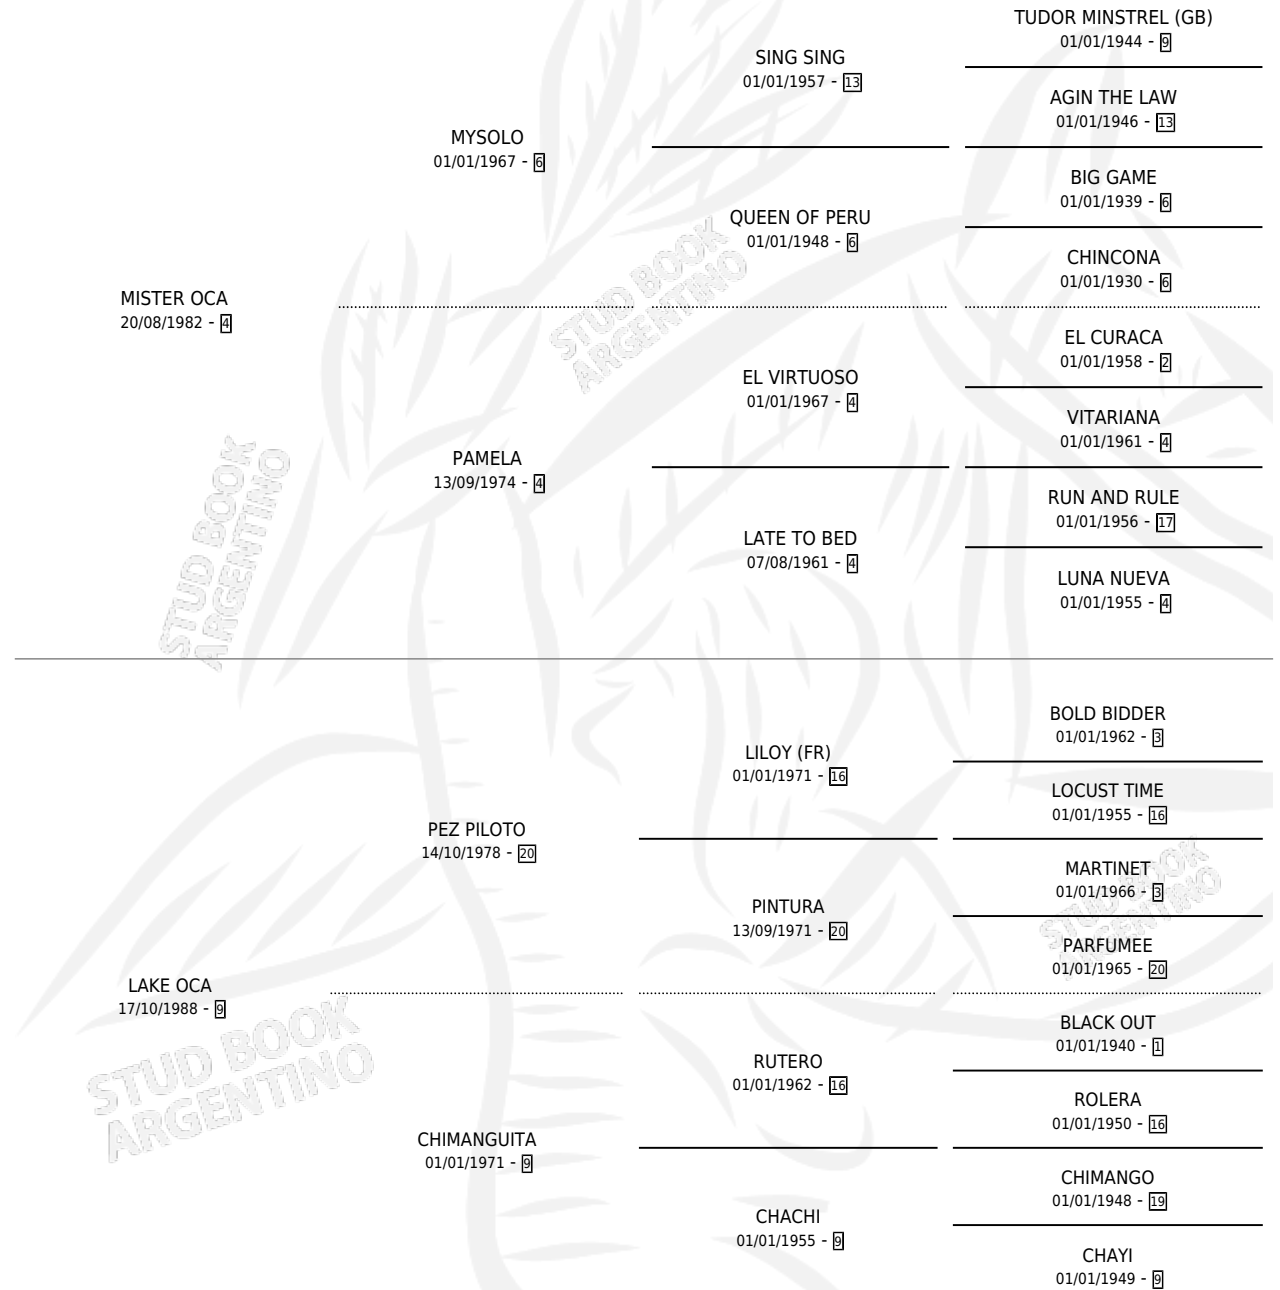 TUDOR MINSTREL (GB)
01/01/1944 - 9
SING SING
01/01/1957 - 13
AGIN THE LAW
01/01/1946 - 13
MYSOLO
01/01/1967 - 6
BIG GAME
01/01/1939 - 6
QUEEN OF PERU
01/01/1948 - 6
CHINCONA
01/01/1930 - 6
MISTER OCA
20/08/1982 - 4
STUD BOOK
ARGENTINO
EL CURACA
01/01/1958 - 2
EL VIRTUOSO
01/01/1967 - 4
VITARIANA
01/01/1961 - 4
PAMELA
13/09/1974 - 4
RUN AND RULE
01/01/1956 - 17
LATE TO BED
07/08/1961 - 4
LUNA NUEVA
01/01/1955 - 4
STUD BOOK
ARGENTINO
BOLD BIDDER
01/01/1962 - 3
LILOY (FR)
01/01/1971 - 16
LOCUST TIME
01/01/1955 - 16
PEZ PILOTO
14/10/1978 - 20
MARTINET
01/01/1966 - 3
PINTURA
13/09/1971 - 20
PARFUMEE
01/01/1965 - 20
STUD BOOK
ARGENTINO
LAKE OCA
17/10/1988 - 9
STUD BOOK
ARGENTINO
BLACK OUT
01/01/1940 - 1
RUTERO
01/01/1962 - 16
ROLERA
01/01/1950 - 16
CHIMANGUITA
01/01/1971 - 9
CHIMANGO
01/01/1948 - 19
CHACHI
01/01/1955 - 9
CHAYI
01/01/1949 - 9